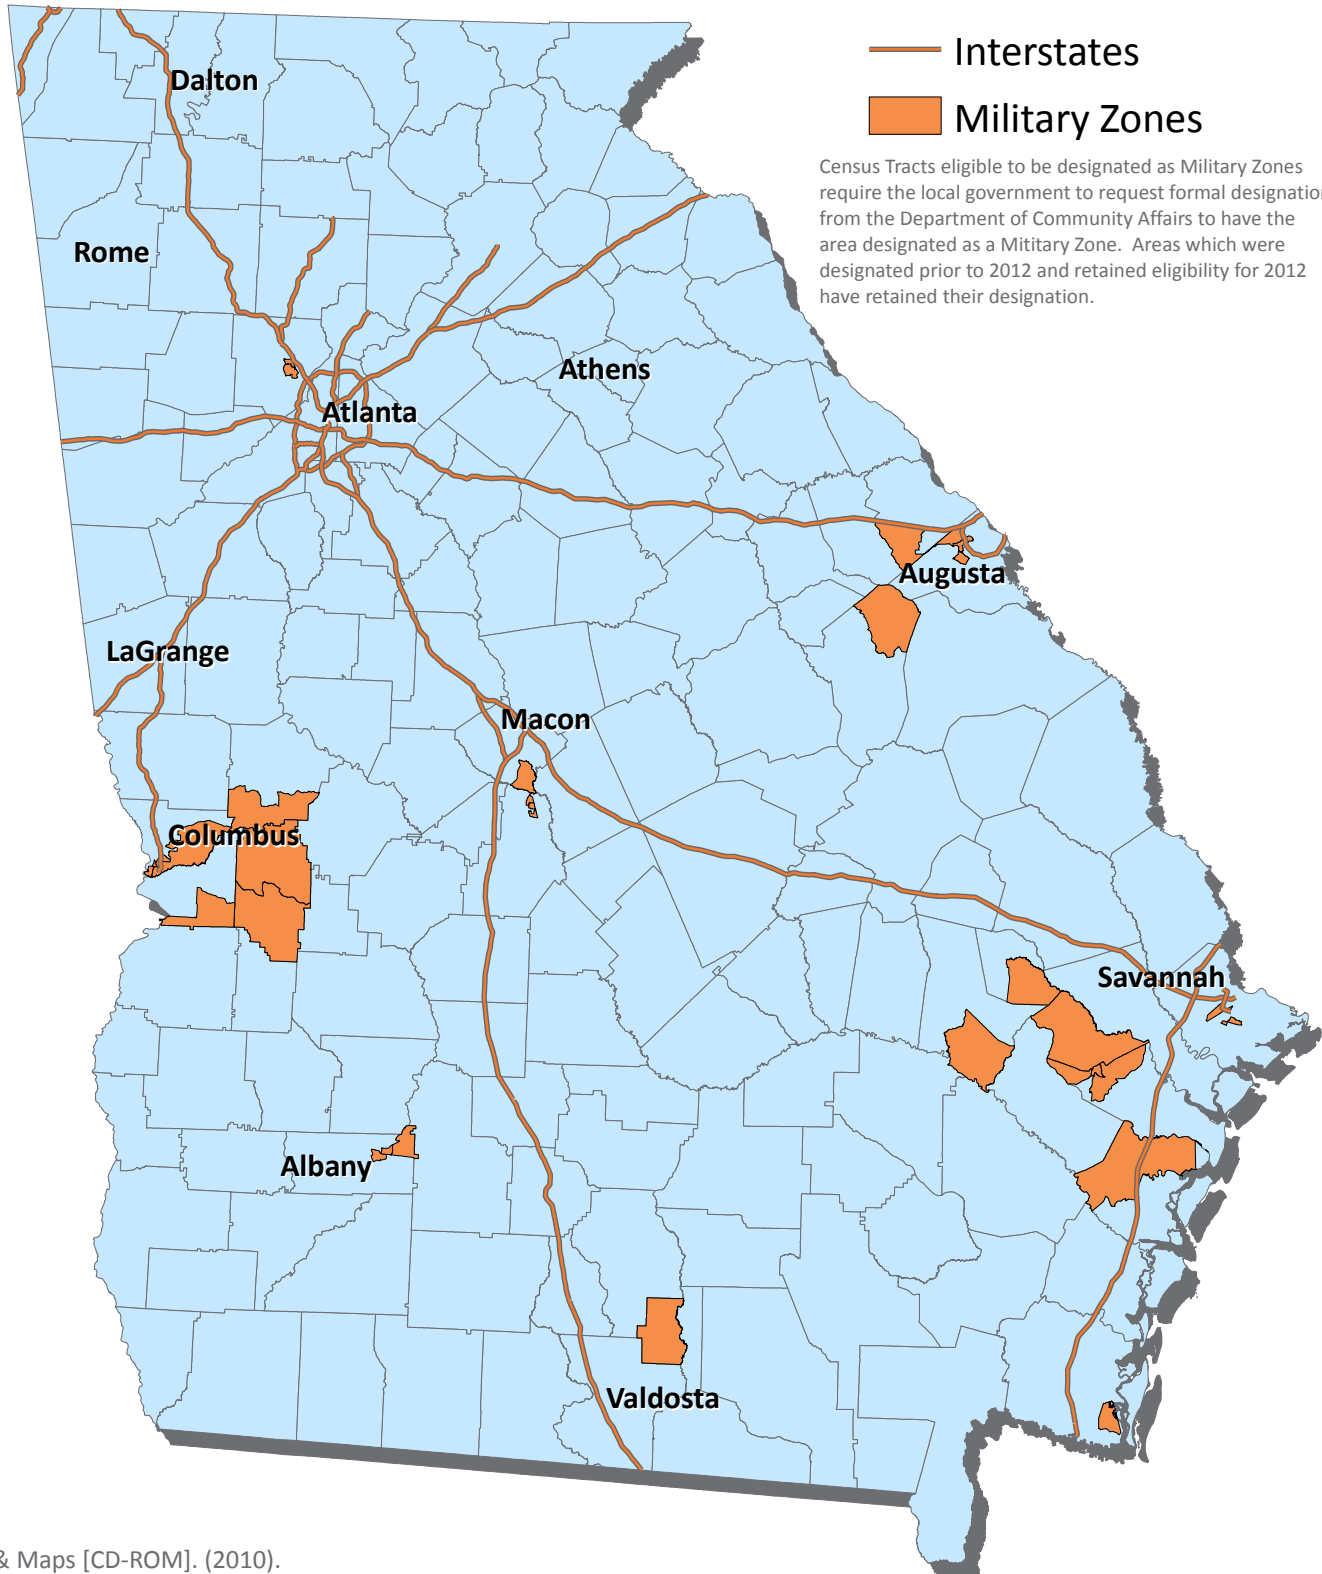 Interstates
Military Zones
Census Tracts eligible to be designated as Military Zones
require the local government to request formal designation
from the Department of Community Affairs to have the
area designated as a Mititary Zone. Areas which were
designated prior to 2012 and retained eligibility for 2012
have retained their designation.
Dalton
Rome
Athens
Atlanta
Augusta
LaGrange
Macon
Columbus
Savannah
Albany
Valdosta
& Maps [CD-ROM]. (2010).